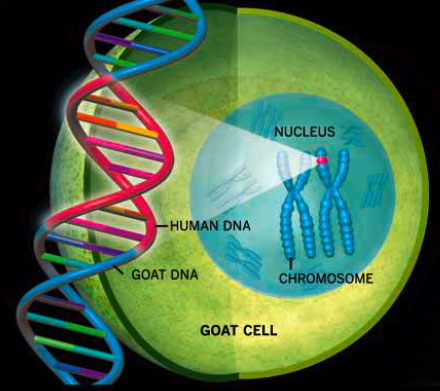 NUCLEUS
HUMAN DNA
GOAT DNA
CHROMOSOME
GOAT CELL